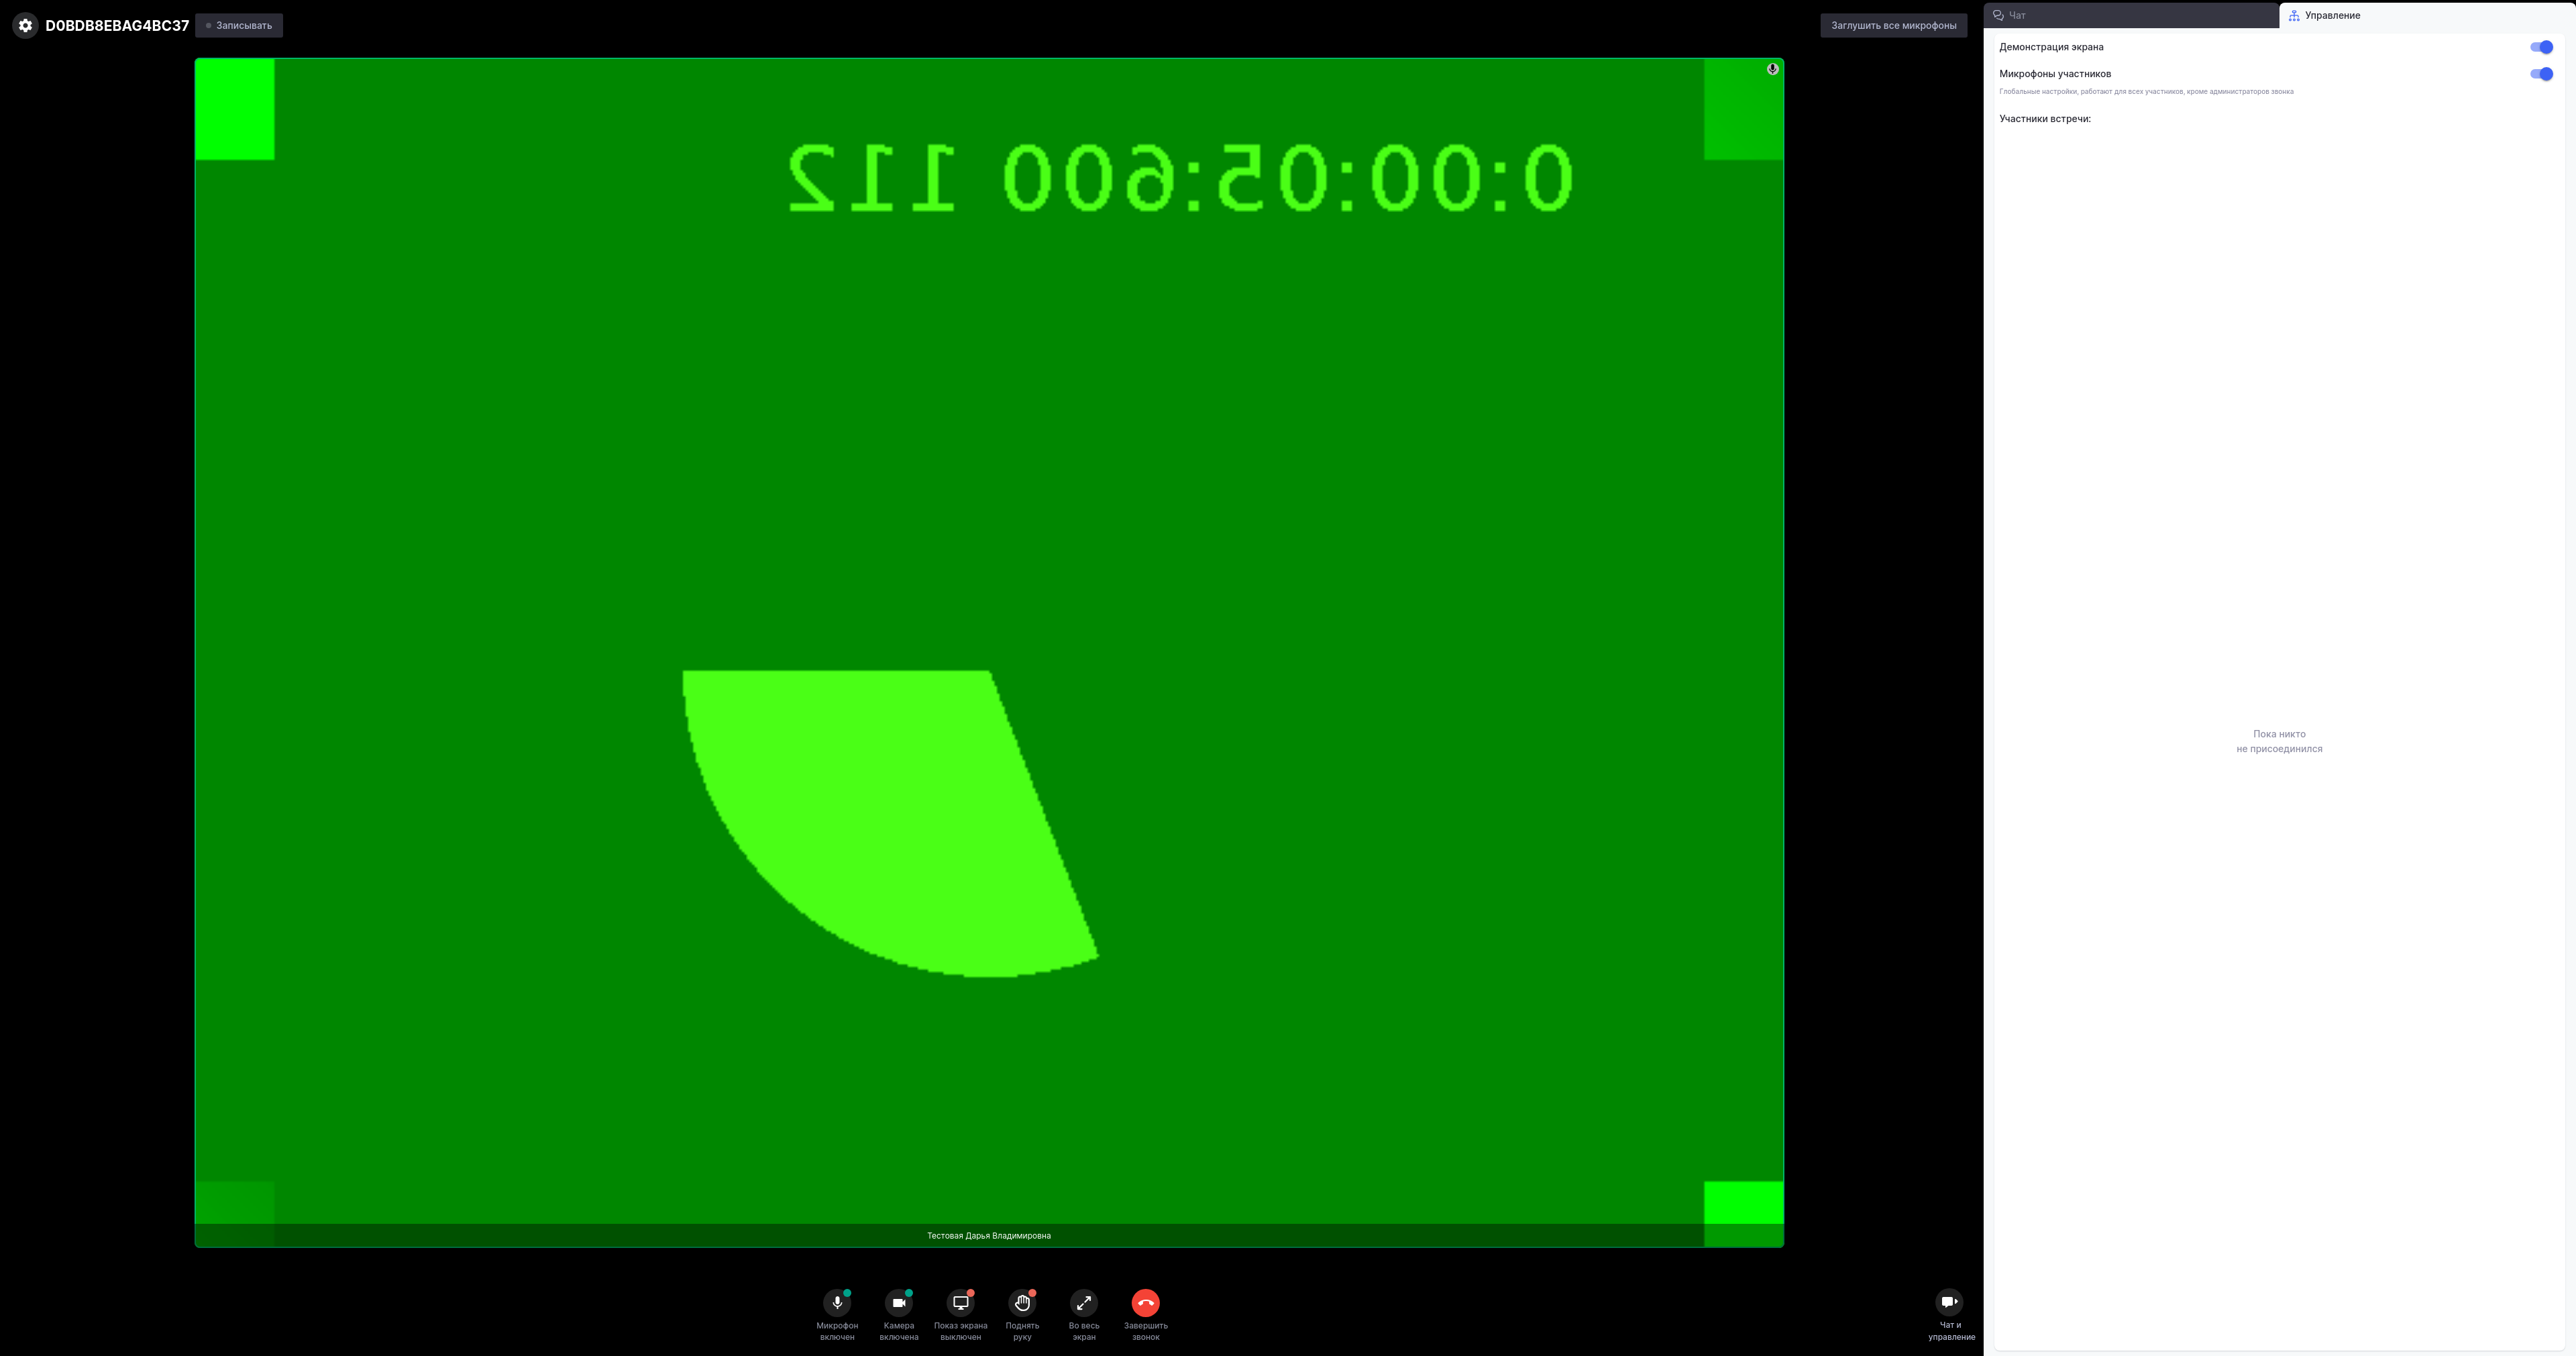 D0BDB8EBAG4BC37
Записывать
Заглушить все микрофоны
Чат
Управление
Демонстрация экрана
Микрофоны участников
Глобальные настройки, работают для всех участников, кроме администраторов звонка
Участники встречи:
0:00:05:600 112
Пока никто
не присоединился
Тестовая Дарья Владимировна
Микрофон
включен
Камера
включена
Показ экрана
выключен
Поднять
руку
Во весь
экран
Завершить
звонок
Чат и
управление